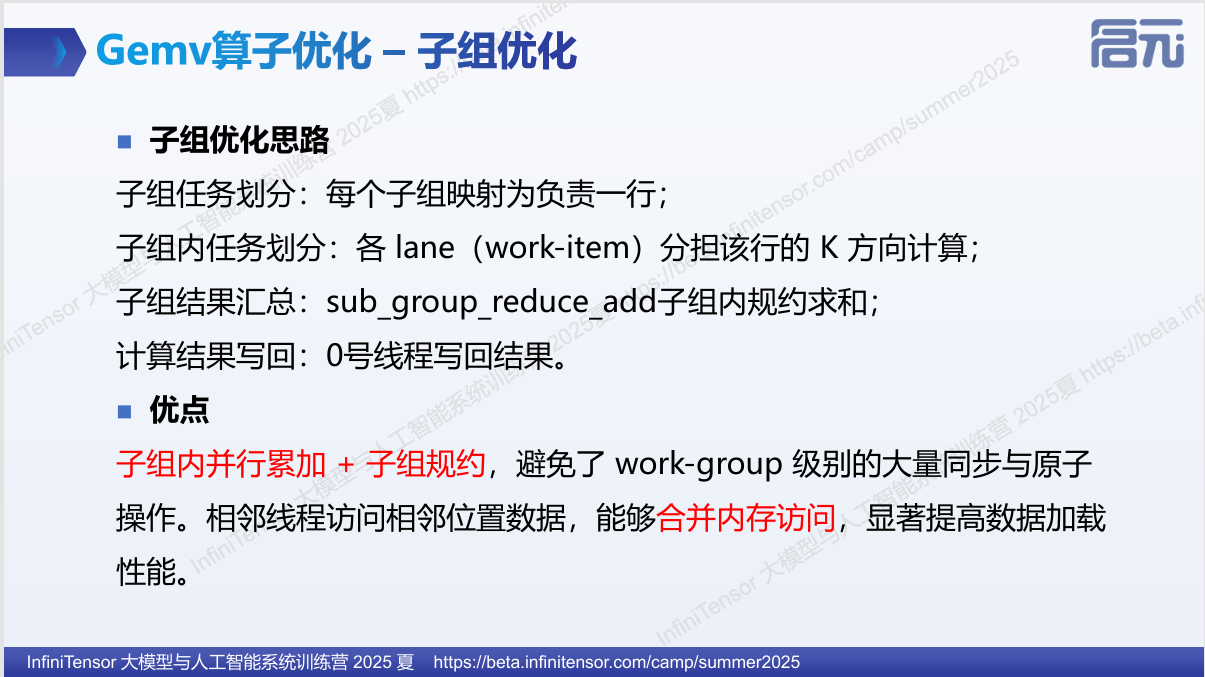 Gemv算子优化 – 子组优化
启元
子组优化思路
子组任务划分：每个子组映射为负责一行；
子组内任务划分：各 lane（work-item）分担该行的 K 方向计算；
子组结果汇总：sub_group_reduce_add子组内规约求和；
计算结果写回：0号线程写回结果。
优点
子组内并行累加 + 子组规约，避免了 work-group 级别的大量同步与原子
操作。相邻线程访问相邻位置数据，能够合并内存访问，显著提高数据加载
性能。
InfiniTensor 大模型与人工智能系统训练营 2025 夏 https://beta.infinitensor.com/camp/summer2025